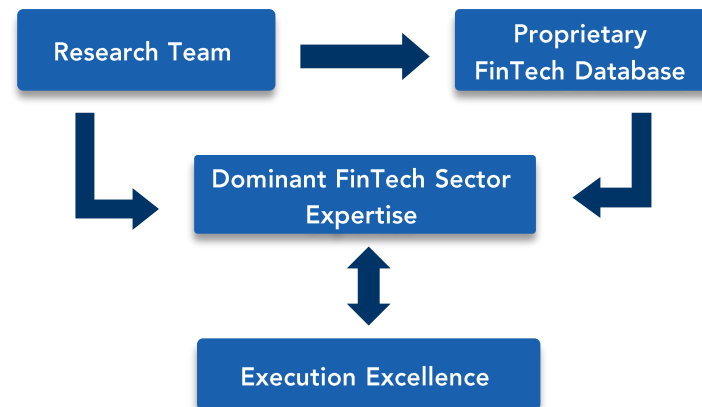 Research Team
Proprietary
FinTech Database
Dominant FinTech Sector
Expertise
Execution Excellence